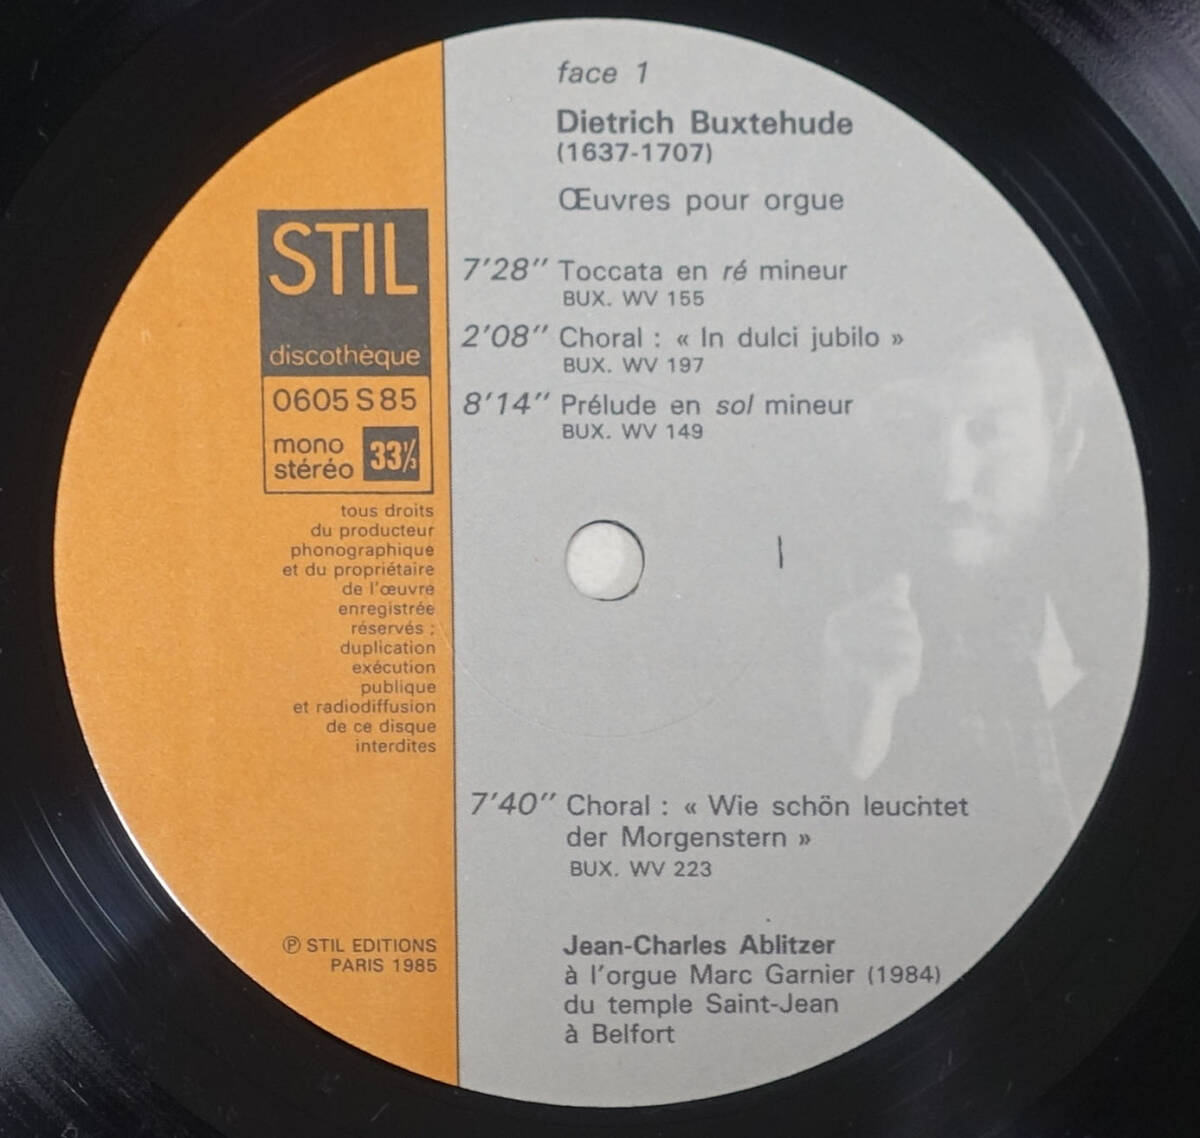 face 1
Dietrich Buxtehude
(1637-1707)
Œuvres pour orgue
7'28" Toccata en ré mineur
BUX. WV 155
2'08" Choral : « In dulci jubilo »
BUX. WV 197
8'14" Prélude en sol mineur
BUX. WV 149
7'40" Choral : « Wie schön leuchtet
der Morgenstern »
BUX. WV 223
Jean-Charles Ablitzer
à l'orgue Marc Garnier (1984)
du temple Saint-Jean
à Belfort
STIL
discothèque
0605 S 85
mono
stéréo
33⅓
tous droits
du producteur
phonographique
et du propriétaire
de l'œuvre
enregistrée
réservés ;
duplication
exécution
publique
et radiodiffusion
de ce disque
interdites
℗ STIL EDITIONS
PARIS 1985